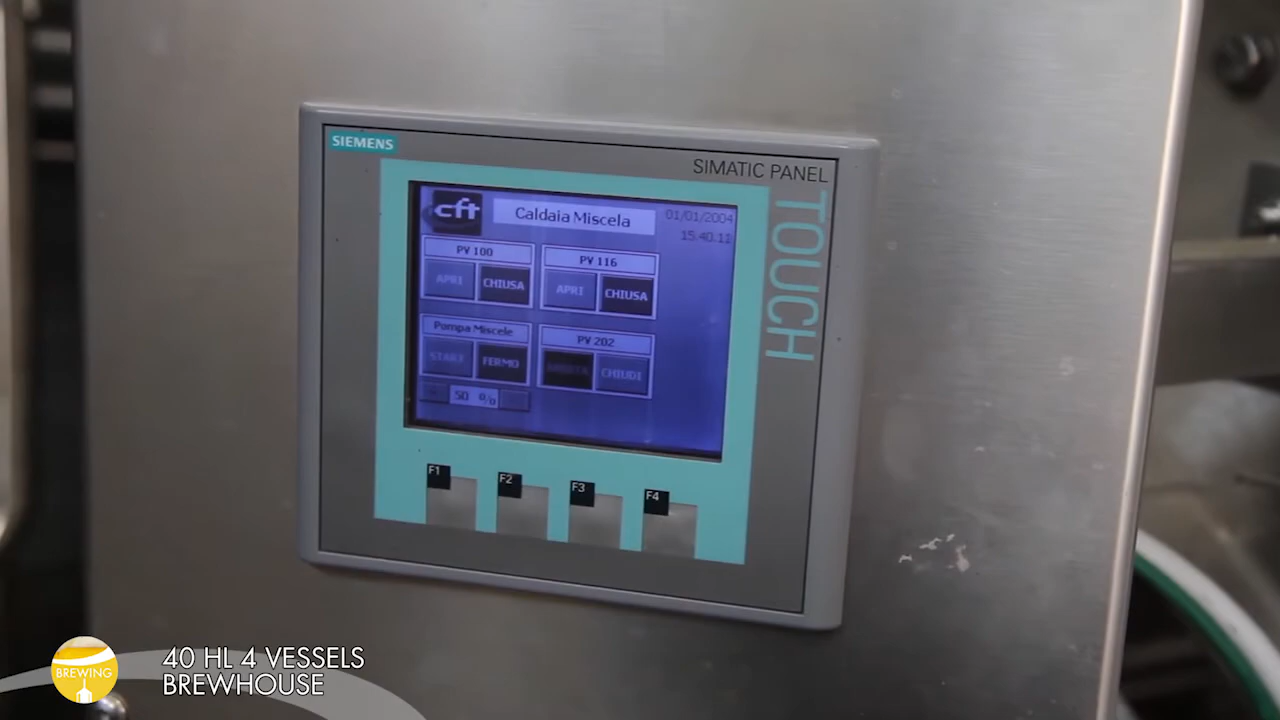 SIEMENS
SIMATIC PANEL
TOUCH
cft
Caldaia Miscela
01/01/2004
15.40.11
PV 100
APRI
CHIUSA
PV 116
APRI
CHIUSA
Pompa Miscele
START
FERMO
50 %
PV 202
CHIUDI
F1
F2
F3
F4
BREWING
40 HL 4 VESSELS
BREWHOUSE